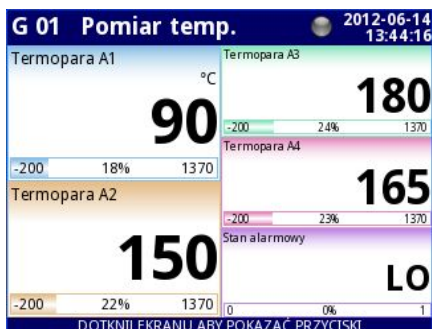 G 01 Pomiar temp.
2012-06-14
13:44:16
Termopara A1
°C
90
-200 18% 1370
Termopara A2
150
-200 22% 1370
Termopara A3
180
-200 24% 1370
Termopara A4
165
-200 23% 1370
Stan alarmowy
LO
0 0% 1
DOTKNIJ EKRANU ABY POKAZAĆ PRZYCISKI